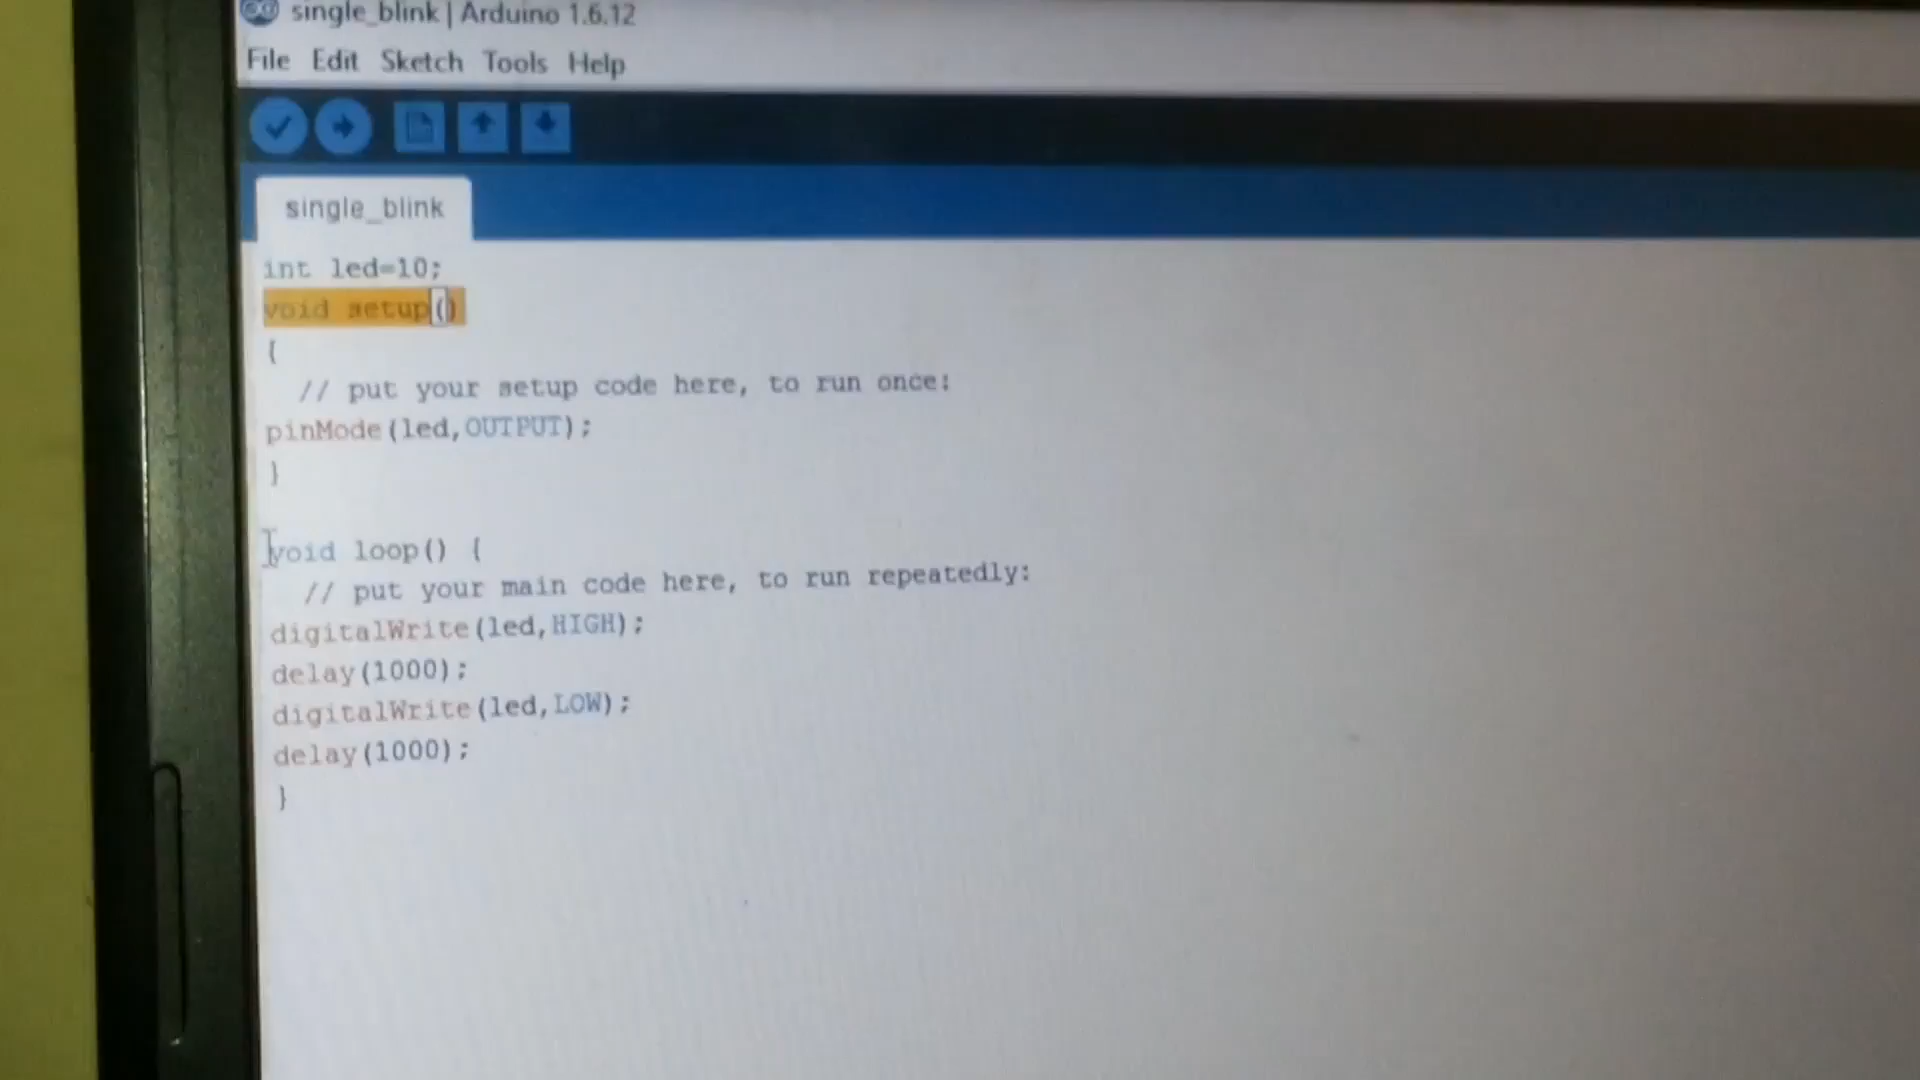 single_blink | Arduino 1.6.12
File Edit Sketch Tools Help
single_blink
int led=10;
void setup()
{
// put your setup code here, to run once:
pinMode(led,OUTPUT);
}
void loop() {
// put your main code here, to run repeatedly:
digitalWrite(led,HIGH);
delay(1000);
digitalWrite(led,LOW);
delay(1000);
}